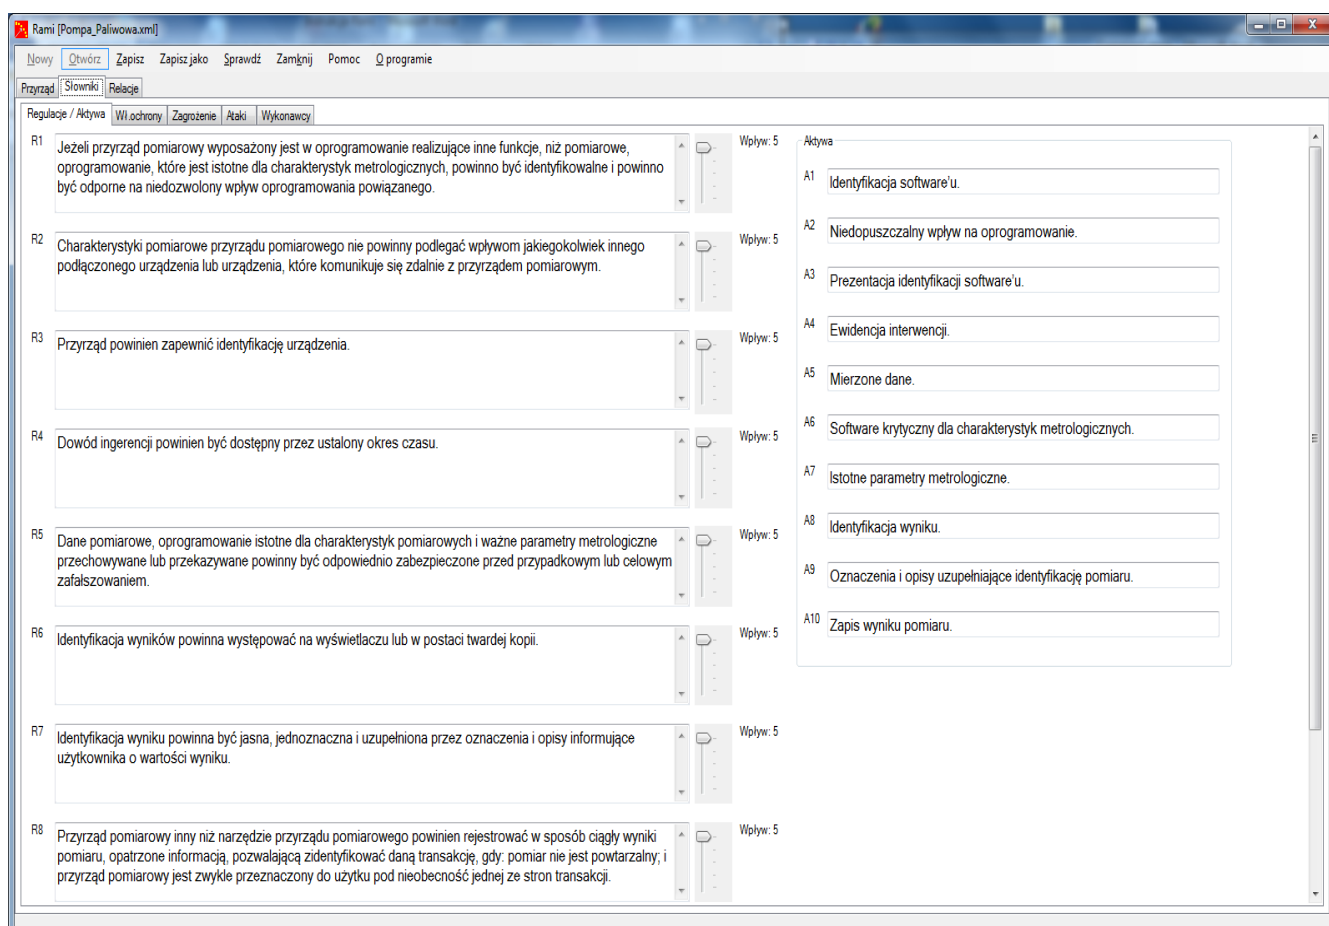 Rami [Pompa_Paliwowa.xml]
Nowy Otwórz Zapisz Zapisz jako Sprawdź Zamknij Pomoc O programie
Przyrząd Słowniki Relacje
Regulacje / Aktywa Wł.ochrony Zagrożenie Ataki Wykonawcy
R1
Jeżeli przyrząd pomiarowy wyposażony jest w oprogramowanie realizujące inne funkcje, niż pomiarowe,
oprogramowanie, które jest istotne dla charakterystyk metrologicznych, powinno być identyfikowalne i powinno
być odporne na niedozwolony wpływ oprogramowania powiązanego.
Wpływ: 5
R2
Charakterystyki pomiarowe przyrządu pomiarowego nie powinny podlegać wpływom jakiegokolwiek innego
podłączonego urządzenia lub urządzenia, które komunikuje się zdalnie z przyrządem pomiarowym.
Wpływ: 5
R3
Przyrząd powinien zapewnić identyfikację urządzenia.
Wpływ: 5
R4
Dowód ingerencji powinien być dostępny przez ustalony okres czasu.
Wpływ: 5
R5
Dane pomiarowe, oprogramowanie istotne dla charakterystyk pomiarowych i ważne parametry metrologiczne
przechowywane lub przekazywane powinny być odpowiednio zabezpieczone przed przypadkowym lub celowym
zafałszowaniem.
Wpływ: 5
R6
Identyfikacja wyników powinna występować na wyświetlaczu lub w postaci twardej kopii.
Wpływ: 5
R7
Identyfikacja wyniku powinna być jasna, jednoznaczna i uzupełniona przez oznaczenia i opisy informujące
użytkownika o wartości wyniku.
Wpływ: 5
R8
Przyrząd pomiarowy inny niż narzędzie przyrządu pomiarowego powinien rejestrować w sposób ciągły wyniki
pomiaru, opatrzone informacją, pozwalającą zidentyfikować daną transakcję, gdy: pomiar nie jest powtarzalny; i
przyrząd pomiarowy jest zwykle przeznaczony do użytku pod nieobecność jednej ze stron transakcji.
Wpływ: 5
Aktywa
A1 Identyfikacja software'u.
A2 Niedopuszczalny wpływ na oprogramowanie.
A3 Prezentacja identyfikacji software'u.
A4 Ewidencja interwencji.
A5 Mierzone dane.
A6 Software krytyczny dla charakterystyk metrologicznych.
A7 Istotne parametry metrologiczne.
A8 Identyfikacja wyniku.
A9 Oznaczenia i opisy uzupełniające identyfikację pomiaru.
A10 Zapis wyniku pomiaru.